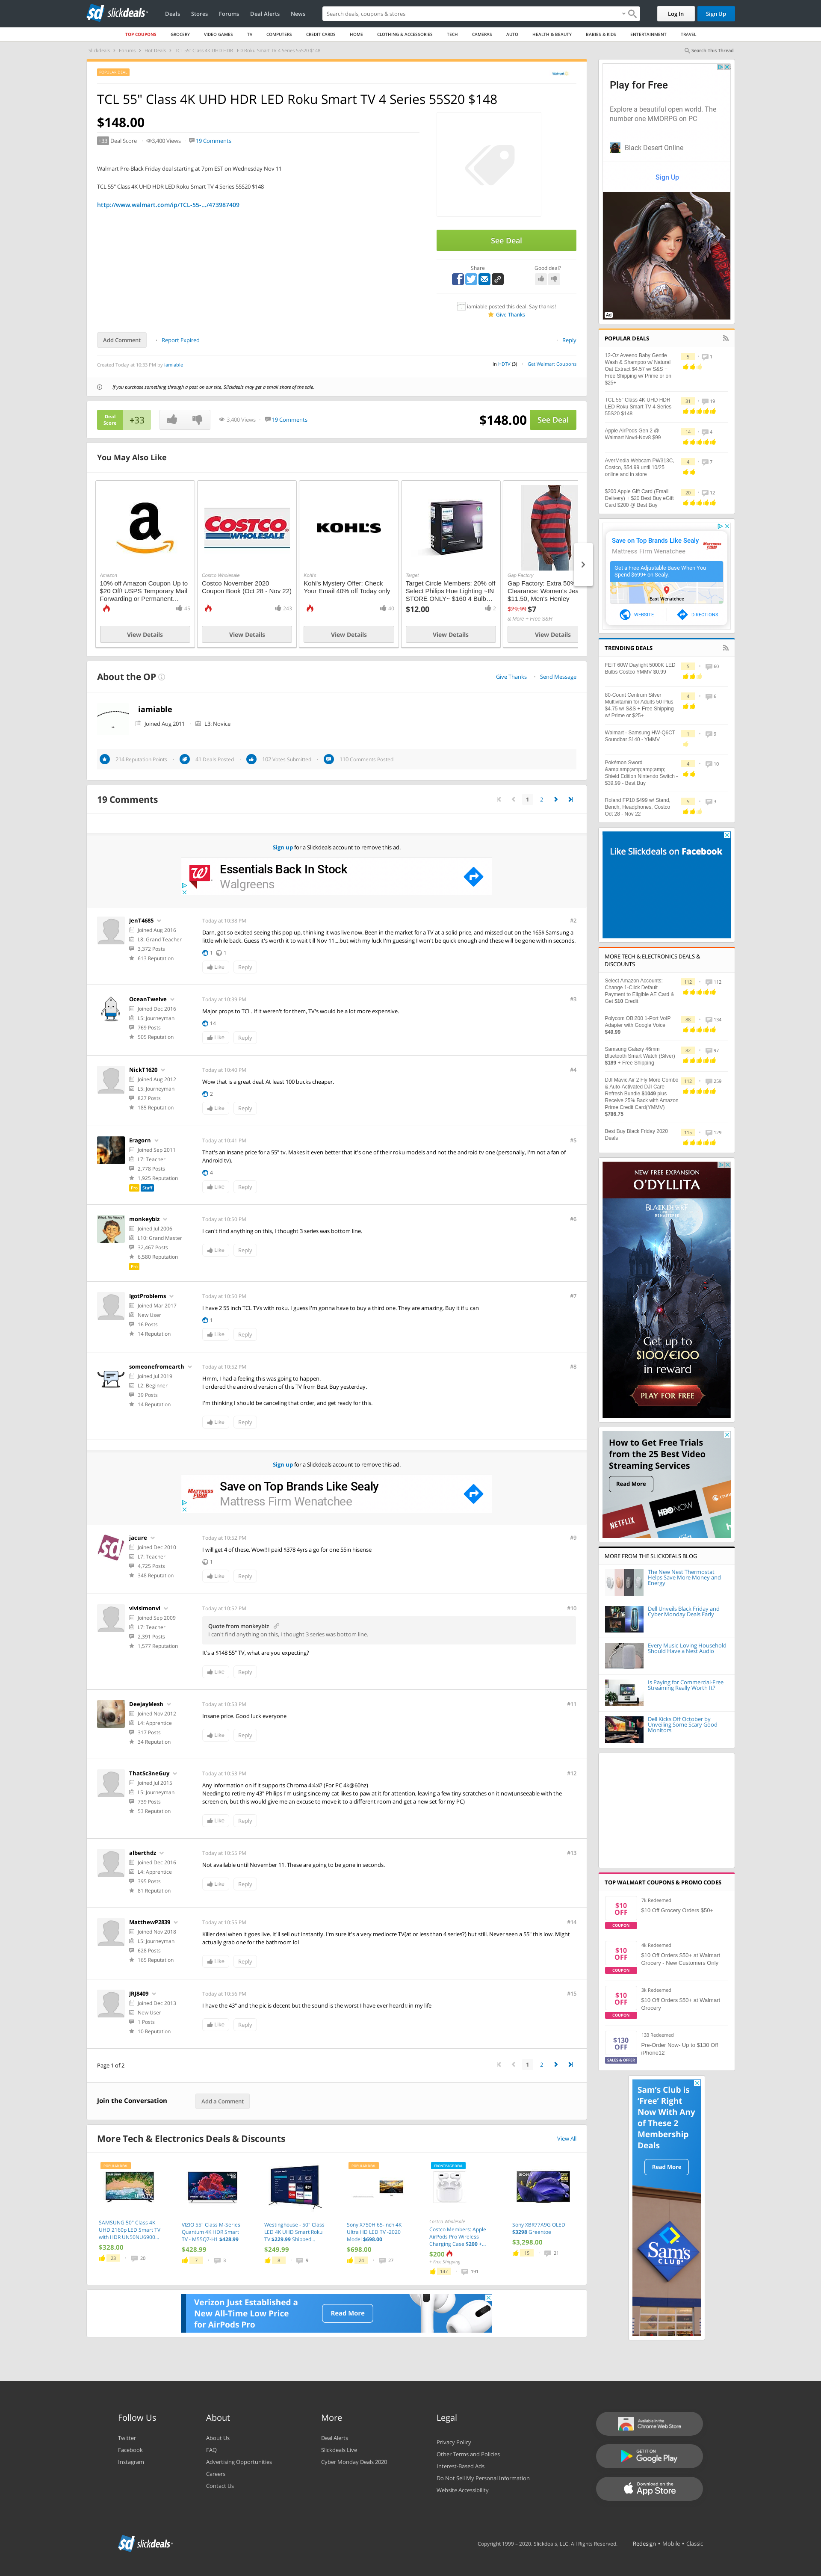 slickdeals
Deals Stores Forums Deal Alerts News
Search deals, coupons & stores
Log In Sign Up
TOP COUPONS GROCERY VIDEO GAMES TV COMPUTERS CREDIT CARDS HOME CLOTHING & ACCESSORIES TECH CAMERAS AUTO HEALTH & BEAUTY BABIES & KIDS ENTERTAINMENT TRAVEL
Slickdeals Forums Hot Deals TCL 55" Class 4K UHD HDR LED Roku Smart TV 4 Series 55S20 $148
Search This Thread
POPULAR DEAL
Walmart
TCL 55" Class 4K UHD HDR LED Roku Smart TV 4 Series 55S20 $148
$148.00
+33 Deal Score 3,400 Views 19 Comments
Walmart Pre-Black Friday deal starting at 7pm EST on Wednesday Nov 11
TCL 55" Class 4K UHD HDR LED Roku Smart TV 4 Series 55S20 $148
http://www.walmart.com/ip/TCL-55-.../473987409
See Deal
Share Good deal?
iamiable posted this deal. Say thanks!
Give Thanks
Add Comment Report Expired Reply
Created Today at 10:33 PM by iamiable
in HDTV (3) Get Walmart Coupons
If you purchase something through a post on our site, Slickdeals may get a small share of the sale.
Deal Score +33 3,400 Views 19 Comments $148.00 See Deal
You May Also Like
Amazon
10% off Amazon Coupon Up to $20 Off! USPS Temporary Mail Forwarding or Permanent...
45
View Details
Costco Wholesale
Costco November 2020 Coupon Book (Oct 28 - Nov 22)
243
View Details
Kohl's
Kohl's Mystery Offer: Check Your Email 40% off Today only
40
View Details
Target
Target Circle Members: 20% off Select Philips Hue Lighting ~IN STORE ONLY~ $160 4 Bulb...
$12.00
2
View Details
Gap Factory
Gap Factory: Extra 50%
Clearance: Women's Jea
$11.50, Men's Henley
$29.99 $7
& More + Free S&H
View Details
About the OP
Give Thanks Send Message
iamiable
Joined Aug 2011 L3: Novice
214 Reputation Points 41 Deals Posted 102 Votes Submitted 110 Comments Posted
19 Comments
1 2
Sign up for a Slickdeals account to remove this ad.
Essentials Back In Stock
Walgreens
JenT4685
Joined Aug 2016
L8: Grand Teacher
3,372 Posts
613 Reputation
Today at 10:38 PM #2
Darn, got so excited seeing this pop up, thinking it was live now. Been in the market for a TV at a solid price, and missed out on the 165$ Samsung a
little while back. Guess it's worth it to wait till Nov 11....but with my luck I'm guessing I won't be quick enough and these will be gone within seconds.
1 1
Like Reply
OceanTwelve
Joined Dec 2016
L5: Journeyman
769 Posts
505 Reputation
Today at 10:39 PM #3
Major props to TCL. If it weren't for them, TV's would be a lot more expensive.
14
Like Reply
NickT1620
Joined Aug 2012
L5: Journeyman
827 Posts
185 Reputation
Today at 10:40 PM #4
Wow that is a great deal. At least 100 bucks cheaper.
2
Like Reply
Eragorn
Joined Sep 2011
L7: Teacher
2,778 Posts
1,925 Reputation
Pro Staff
Today at 10:41 PM #5
That's an insane price for a 55" tv. Makes it even better that it's one of their roku models and not the android tv one (personally, I'm not a fan of
Android tv).
4
Like Reply
monkeybiz
Joined Jul 2006
L10: Grand Master
32,467 Posts
6,580 Reputation
Pro
Today at 10:50 PM #6
I can't find anything on this, I thought 3 series was bottom line.
Like Reply
IgotProblems
Joined Mar 2017
New User
16 Posts
14 Reputation
Today at 10:50 PM #7
I have 2 55 inch TCL TVs with roku. I guess I'm gonna have to buy a third one. They are amazing. Buy it if u can
1
Like Reply
someonefromearth
Joined Jul 2019
L2: Beginner
39 Posts
14 Reputation
Today at 10:52 PM #8
Hmm, I had a feeling this was going to happen.
I ordered the android version of this TV from Best Buy yesterday.
I'm thinking I should be canceling that order, and get ready for this.
Like Reply
Sign up for a Slickdeals account to remove this ad.
Save on Top Brands Like Sealy
Mattress Firm Wenatchee
jacure
Joined Dec 2010
L7: Teacher
4,725 Posts
348 Reputation
Today at 10:52 PM #9
I will get 4 of these. Wow!! I paid $378 4yrs a go for one 55in hisense
1
Like Reply
vivisimonvi
Joined Sep 2009
L7: Teacher
2,391 Posts
1,577 Reputation
Today at 10:52 PM #10
Quote from monkeybiz
I can't find anything on this, I thought 3 series was bottom line.
It's a $148 55" TV, what are you expecting?
Like Reply
DeejayMesh
Joined Nov 2012
L4: Apprentice
317 Posts
34 Reputation
Today at 10:53 PM #11
Insane price. Good luck everyone
Like Reply
ThatSc3neGuy
Joined Jul 2015
L5: Journeyman
739 Posts
53 Reputation
Today at 10:53 PM #12
Any information on if it supports Chroma 4:4:4? (For PC 4k@60hz)
Needing to retire my 43" Philips I'm using since my cat likes to paw at it for attention, leaving a few tiny scratches on it now(unseeable with the
screen on, but this would give me an excuse to move it to a different room and get a new set for my PC)
Like Reply
alberthdz
Joined Dec 2016
L4: Apprentice
395 Posts
81 Reputation
Today at 10:55 PM #13
Not available until November 11. These are going to be gone in seconds.
Like Reply
MatthewP2839
Joined Nov 2018
L5: Journeyman
628 Posts
165 Reputation
Today at 10:55 PM #14
Killer deal when it goes live. It'll sell out instantly. I'm sure it's a very mediocre TV(at or less than 4 series?) but still. Never seen a 55" this low. Might
actually grab one for the bathroom lol
Like Reply
JRJ8409
Joined Dec 2013
New User
1 Posts
10 Reputation
Today at 10:56 PM #15
I have the 43" and the pic is decent but the sound is the worst I have ever heard :( in my life
Like Reply
Page 1 of 2
1 2
Join the Conversation Add a Comment
More Tech & Electronics Deals & Discounts View All
POPULAR DEAL
SAMSUNG 50" Class 4K UHD 2160p LED Smart TV with HDR UN50NU6900...
$328.00
23 20
VIZIO 55" Class M-Series Quantum 4K HDR Smart TV - M55Q7-H1 $428.99
$428.99
7 3
Westinghouse - 50" Class LED 4K UHD Smart Roku TV $229.99 Shipped...
$249.99
8 9
POPULAR DEAL
Sony X750H 65-inch 4K Ultra HD LED TV -2020 Model $698.00
$698.00
26 27
FRONTPAGE DEAL
Costco Wholesale
Costco Members: Apple AirPods Pro Wireless Charging Case $200 +...
$200
+ Free Shipping
147 191
Sony XBR77A9G OLED $3298 Greentoe
$3,298.00
15 21
Verizon Just Established a New All-Time Low Price for AirPods Pro
Read More
Play for Free
Explore a beautiful open world. The number one MMORPG on PC
Black Desert Online
Sign Up
Ad
POPULAR DEALS
12-Oz Aveeno Baby Gentle Wash & Shampoo w/ Natural Oat Extract $4.57 w/ S&S + Free Shipping w/ Prime or on $25+
5 1
TCL 55" Class 4K UHD HDR LED Roku Smart TV 4 Series 55S20 $148
31 19
Apple AirPods Gen 2 @ Walmart Nov4-Nov8 $99
14 4
AverMedia Webcam PW313C, Costco, $54.99 until 10/25 online and in store
4 7
$200 Apple Gift Card (Email Delivery) + $20 Best Buy eGift Card $200 @ Best Buy
20 12
Save on Top Brands Like Sealy
Mattress Firm Wenatchee
Get a Free Adjustable Base When You Spend $699+ on Sealy.
East Wenatchee
WEBSITE DIRECTIONS
TRENDING DEALS
FEIT 60W Daylight 5000K LED Bulbs Costco YMMV $0.99
5 60
80-Count Centrum Silver Multivitamin for Adults 50 Plus $4.75 w/ S&S + Free Shipping w/ Prime or $25+
4 6
Walmart - Samsung HW-Q6CT Soundbar $140 - YMMV
1 9
Pokémon Sword &amp;amp;amp;amp;amp; Shield Edition Nintendo Switch - $39.99 - Best Buy
4 10
Roland FP10 $499 w/ Stand, Bench, Headphones, Costco Oct 28 - Nov 22
5 3
Like Slickdeals on Facebook
MORE TECH & ELECTRONICS DEALS & DISCOUNTS
Select Amazon Accounts: Change 1-Click Default Payment to Eligible AE Card & Get $10 Credit
112 112
Polycom OBi200 1-Port VoIP Adapter with Google Voice $49.99
88 134
Samsung Galaxy 46mm Bluetooth Smart Watch (Silver) $189 + Free Shipping
82 97
DJI Mavic Air 2 Fly More Combo & Auto-Activated DJI Care Refresh Bundle $1049 plus Receive 25% Back with Amazon Prime Credit Card(YMMV) $786.75
112 259
Best Buy Black Friday 2020 Deals
115 129
NEW FREE EXPANSION
O'DYLLITA
BLACK DESERT
Get up to
$100/€100
in reward
PLAY FOR FREE
How to Get Free Trials from the 25 Best Video Streaming Services
Read More
NETFLIX HBONOW
MORE FROM THE SLICKDEALS BLOG
The New Nest Thermostat Helps Save More Money and Energy
Dell Unveils Black Friday and Cyber Monday Deals Early
Every Music-Loving Household Should Have a Nest Audio
Is Paying for Commercial-Free Streaming Really Worth It?
Dell Kicks Off October by Unveiling Some Scary Good Monitors
TOP WALMART COUPONS & PROMO CODES
$10 OFF COUPON
7k Redeemed
$10 Off Grocery Orders $50+
$10 OFF COUPON
4k Redeemed
$10 Off Orders $50+ at Walmart Grocery - New Customers Only
$10 OFF COUPON
3k Redeemed
$10 Off Orders $50+ at Walmart Grocery
$130 OFF SALES & OFFER
133 Redeemed
Pre-Order Now- Up to $130 Off iPhone12
Sam's Club is 'Free' Right Now With Any of These 2 Membership Deals
Read More
Sam's CLUB
Follow Us
Twitter
Facebook
Instagram
About
About Us
FAQ
Advertising Opportunities
Careers
Contact Us
More
Deal Alerts
Slickdeals Live
Cyber Monday Deals 2020
Legal
Privacy Policy
Other Terms and Policies
Interest-Based Ads
Do Not Sell My Personal Information
Website Accessibility
Available in the Chrome Web Store
GET IT ON Google Play
Download on the App Store
slickdeals
Copyright 1999 - 2020. Slickdeals, LLC. All Rights Reserved. Redesign • Mobile • Classic